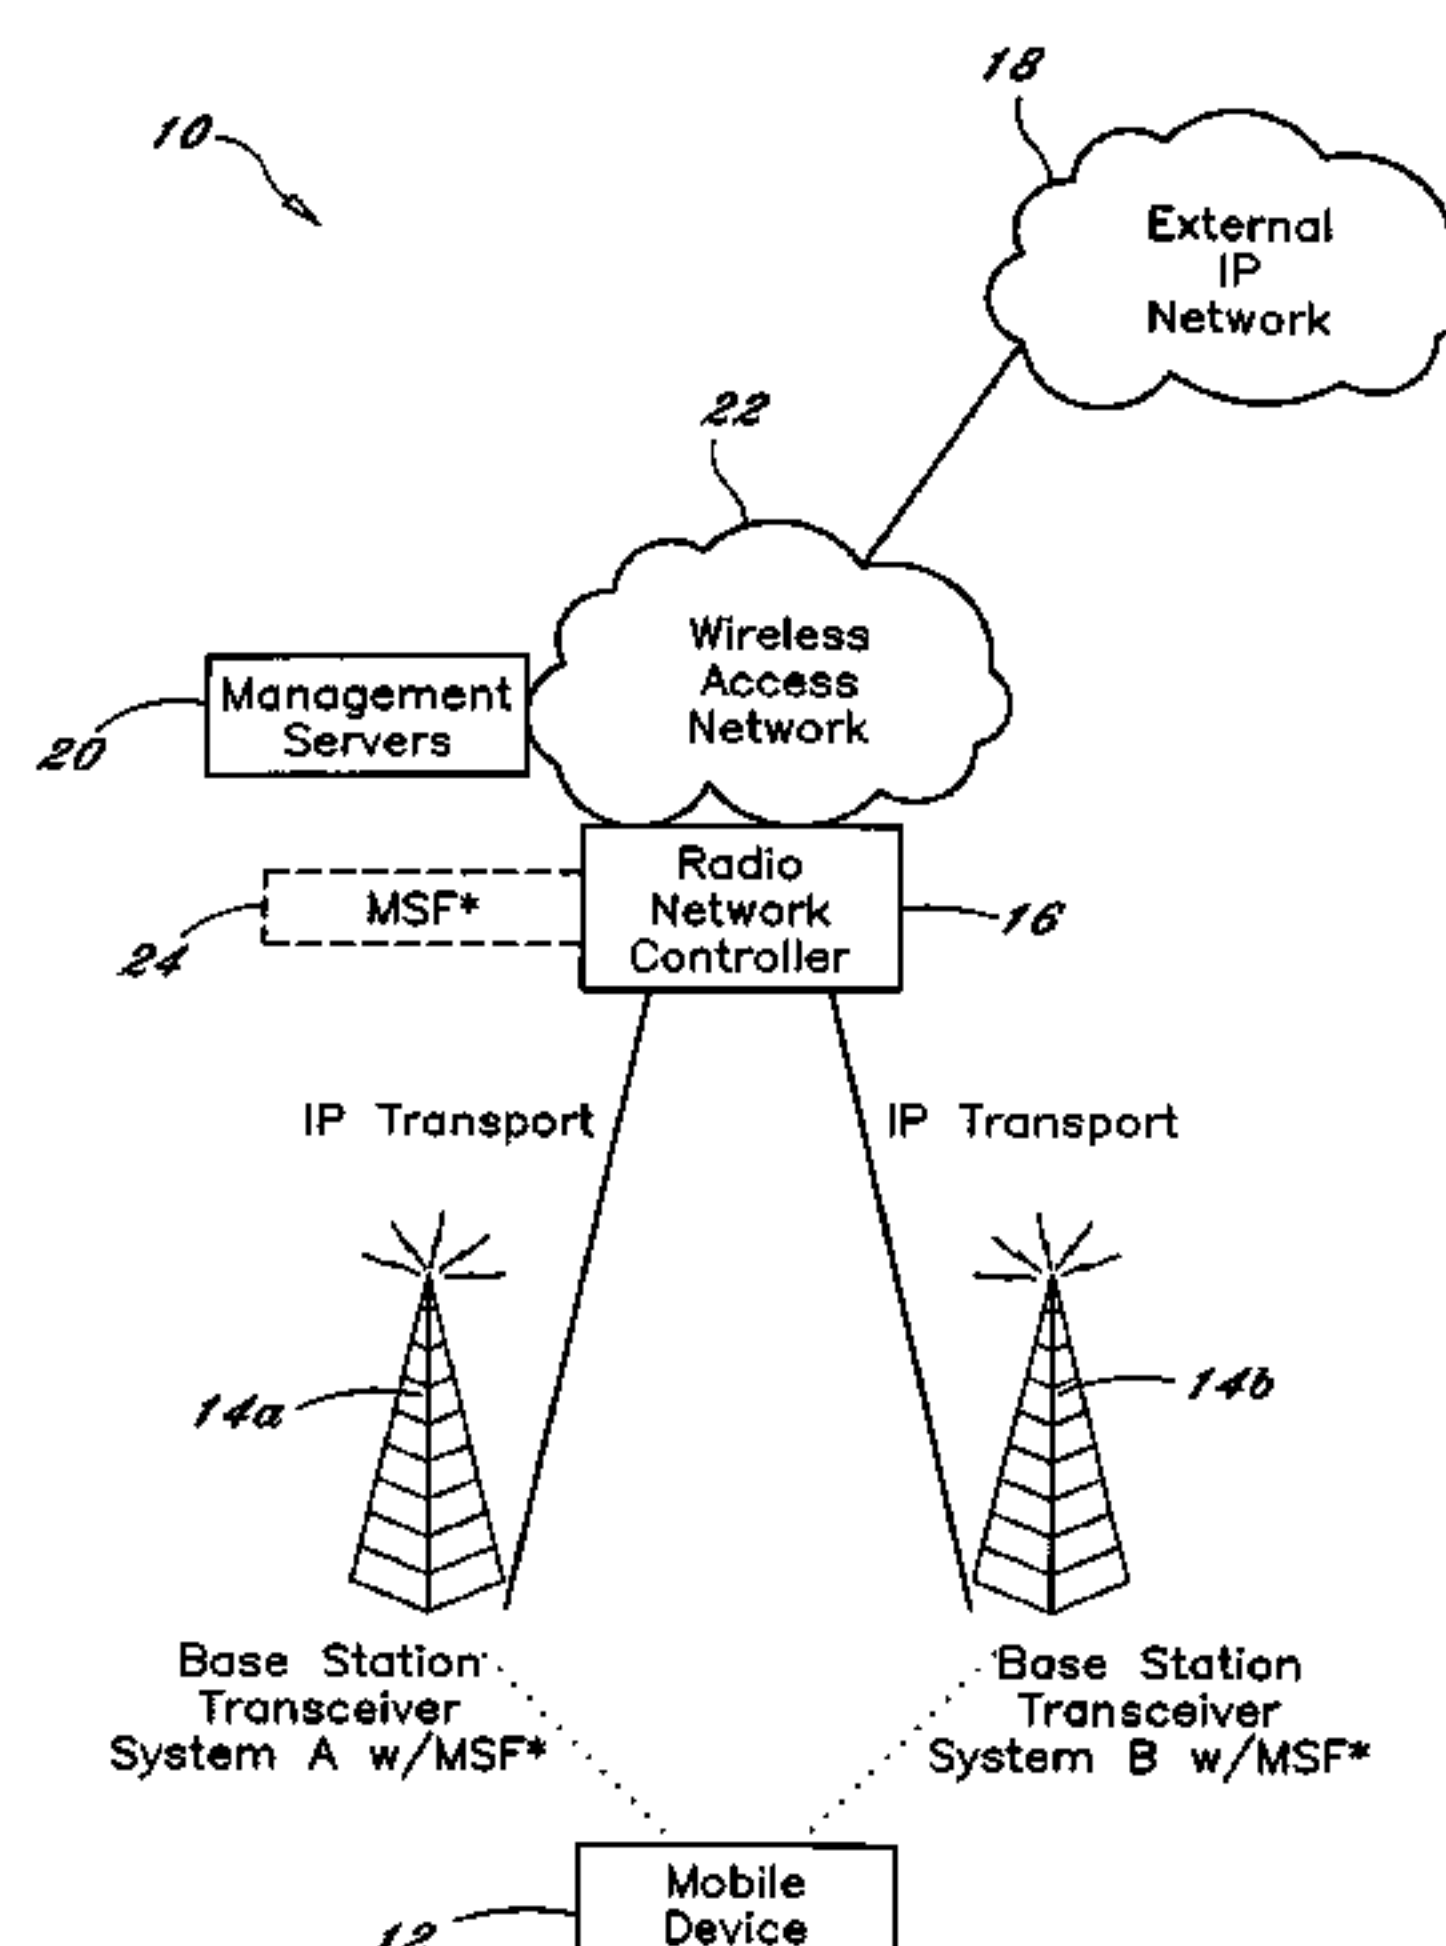 18
10
External
IP
Network
22
Wireless
Access
Network
Management
Servers
20
Radio
Network
Controller
MSF*
16
24
IP Transport
IP Transport
14a
14b
Base Station
Transceiver
System A w/MSF*
Base Station
Transceiver
System B w/MSF*
Mobile
Device
12